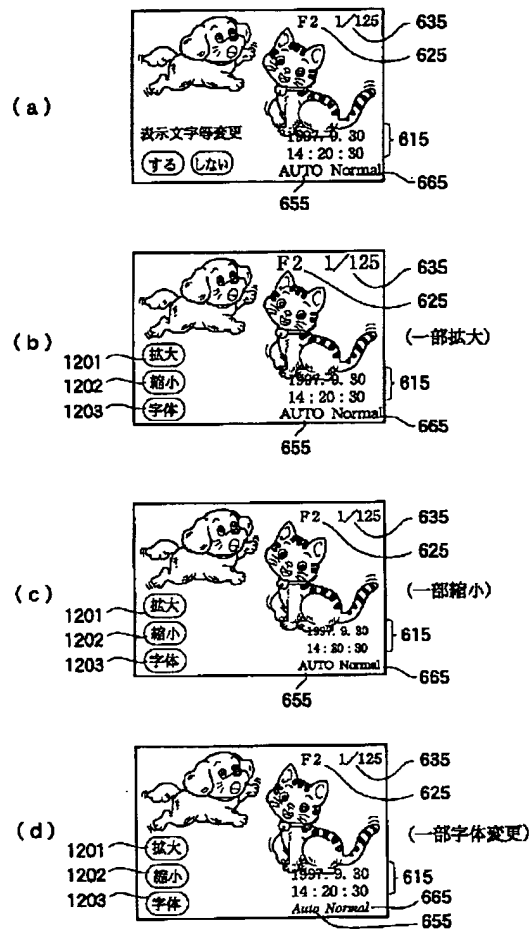 F2 1/125 635
625
(a)
表示文字等変更
1997.9.30 615
14:20:30
する しない
AUTO Normal 665
655
F2 1/125 635
625
(b)
(一部拡大)
1201 拡大
1202 縮小
1997.9.30 615
14:20:30
1203 字体
AUTO Normal 665
655
F2 1/125 635
625
(c)
(一部縮小)
1201 拡大
1202 縮小
1997.9.30 615
14:20:30
1203 字体
AUTO Normal 665
655
F2 1/125 635
625
(d)
(一部字体変更)
1201 拡大
1202 縮小
1997.9.30 615
14:20:30
1203 字体
Auto Normal 665
655